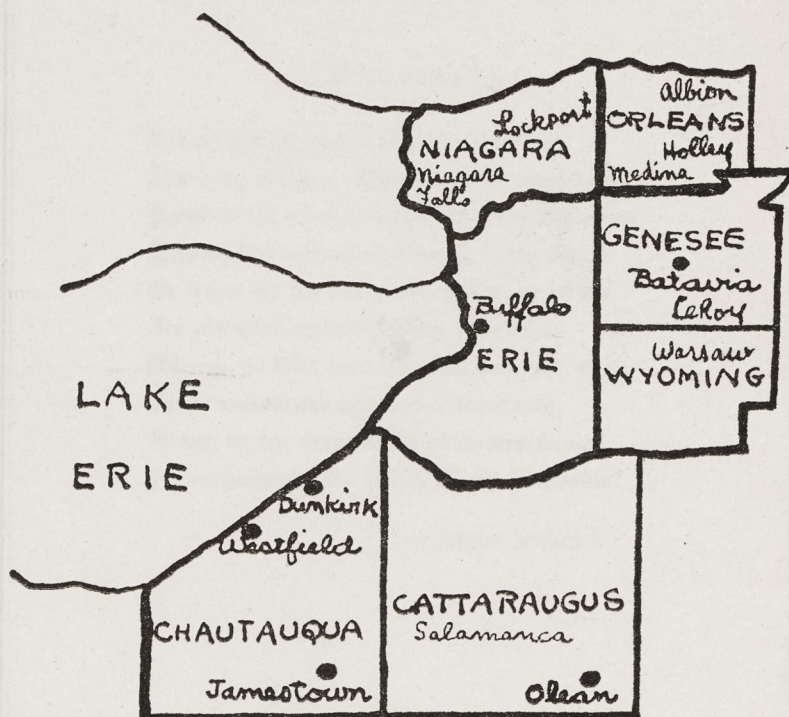 Albion
Lockport
ORLEANS
NIAGARA
Holley
Niagara
Falls
Medina
GENESEE
Batavia
LeRoy
Buffalo
ERIE
Warsaw
WYOMING
LAKE
ERIE
Dunkirk
Westfield
CATTARAUGUS
Salamanca
CHAUTAUQUA
Jamestown
Olean